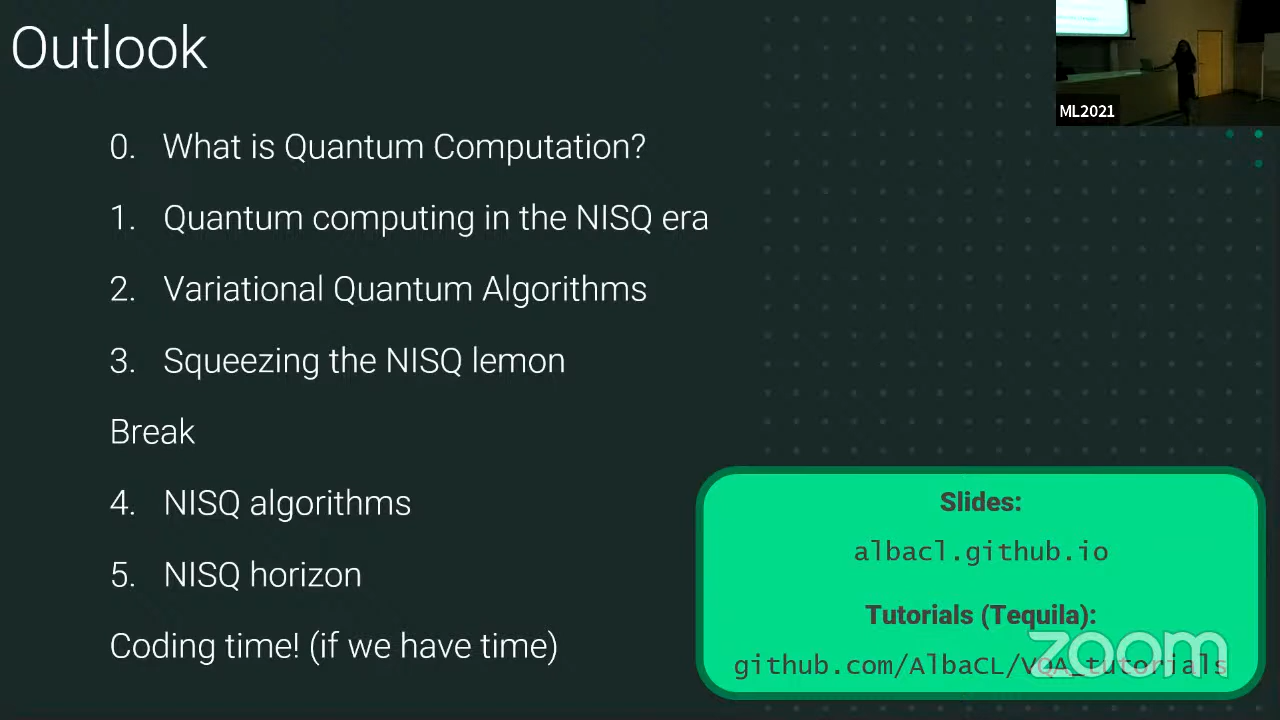 Outlook
ML2021
0. What is Quantum Computation?
1. Quantum computing in the NISQ era
2. Variational Quantum Algorithms
3. Squeezing the NISQ lemon
Break
4. NISQ algorithms
5. NISQ horizon
Coding time! (if we have time)
Slides:
albacl.github.io
Tutorials (Tequila):
github.com/AlbaCL/VQA_tutorials
zoom